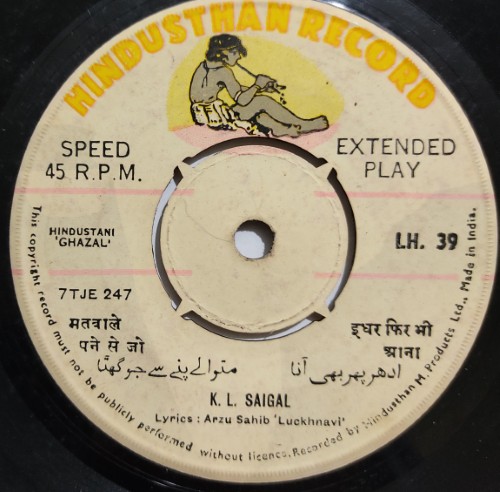 HINDUSTHAN RECORD
SPEED
45 R.P.M.
EXTENDED
PLAY
HINDUSTANI
'GHAZAL'
LH. 39
7TJE 247
मतवाले
पने से जो
متوالے پنے سے جو گھٹا
इधर फिर भी
आना
ادھر پھر بھی آنا
K. L. SAIGAL
Lyrics : Arzu Sahib 'Luckhnavi'
This copyright record must not be publicly performed without licence. Recorded by Hindusthan M. Products Ltd., Made in India.